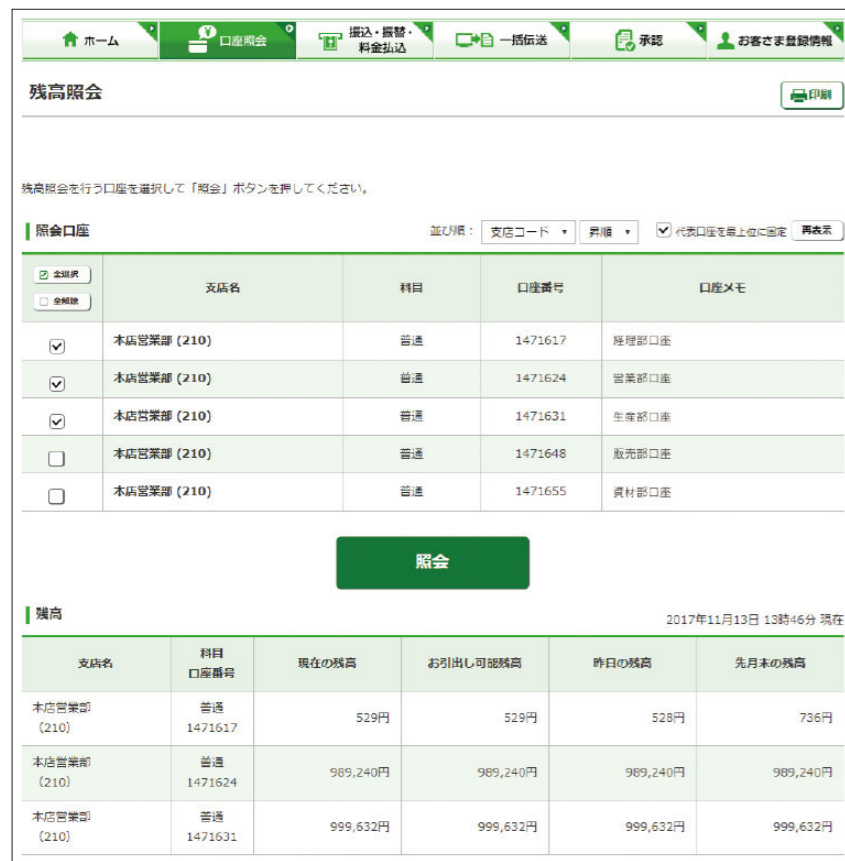 ホーム 口座照会 振込・振替・ 一括伝送 承認 お客さま登録情報
料金払込
残高照会 印刷
残高照会を行う口座を選択して「照会」ボタンを押してください。
照会口座 並び順： 支店コード 昇順 代表口座を最上位に固定 再表示
全選択
全解除
支店名 科目 口座番号 口座メモ
本店営業部 (210) 普通 1471617 経理部口座
本店営業部 (210) 普通 1471624 営業部口座
本店営業部 (210) 普通 1471631 生産部口座
本店営業部 (210) 普通 1471648 販売部口座
本店営業部 (210) 普通 1471655 資材部口座
照会
残高 2017年11月13日 13時46分 現在
支店名 科目 現在の残高 お引出し可能残高 昨日の残高 先月末の残高
口座番号
本店営業部 普通 529円 529円 528円 736円
(210) 1471617
本店営業部 普通 989,240円 989,240円 989,240円 989,240円
(210) 1471624
本店営業部 普通 999,632円 999,632円 999,632円 999,632円
(210) 1471631